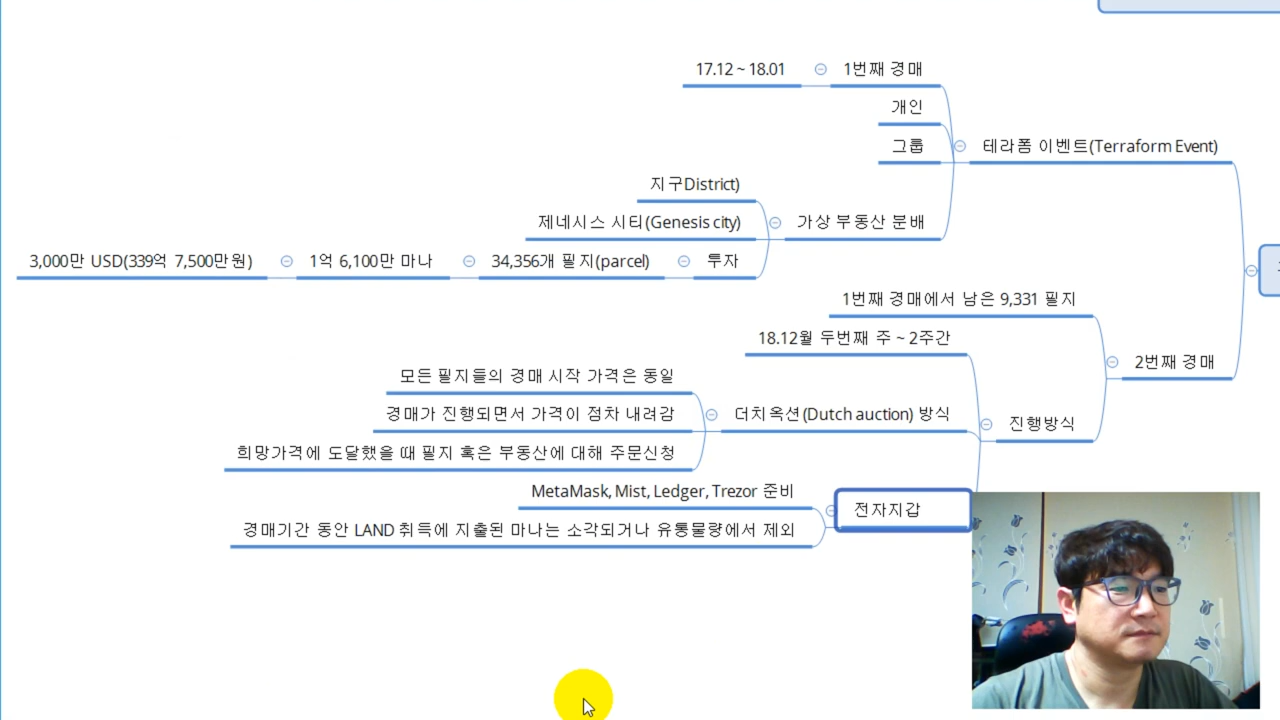 17.12 ~ 18.01
1번째 경매
개인
그룹
테라폼 이벤트(Terraform Event)
지구District)
제네시스 시티(Genesis city)
가상 부동산 분배
3,000만 USD(339억 7,500만원)
1억 6,100만 마나
34,356개 필지(parcel)
투자
1번째 경매에서 남은 9,331 필지
18.12월 두번째 주 ~ 2주간
2번째 경매
모든 필지들의 경매 시작 가격은 동일
경매가 진행되면서 가격이 점차 내려감
더치옥션(Dutch auction) 방식
진행방식
희망가격에 도달했을 때 필지 혹은 부동산에 대해 주문신청
MetaMask, Mist, Ledger, Trezor 준비
전자지갑
경매기간 동안 LAND 취득에 지출된 마나는 소각되거나 유통물량에서 제외